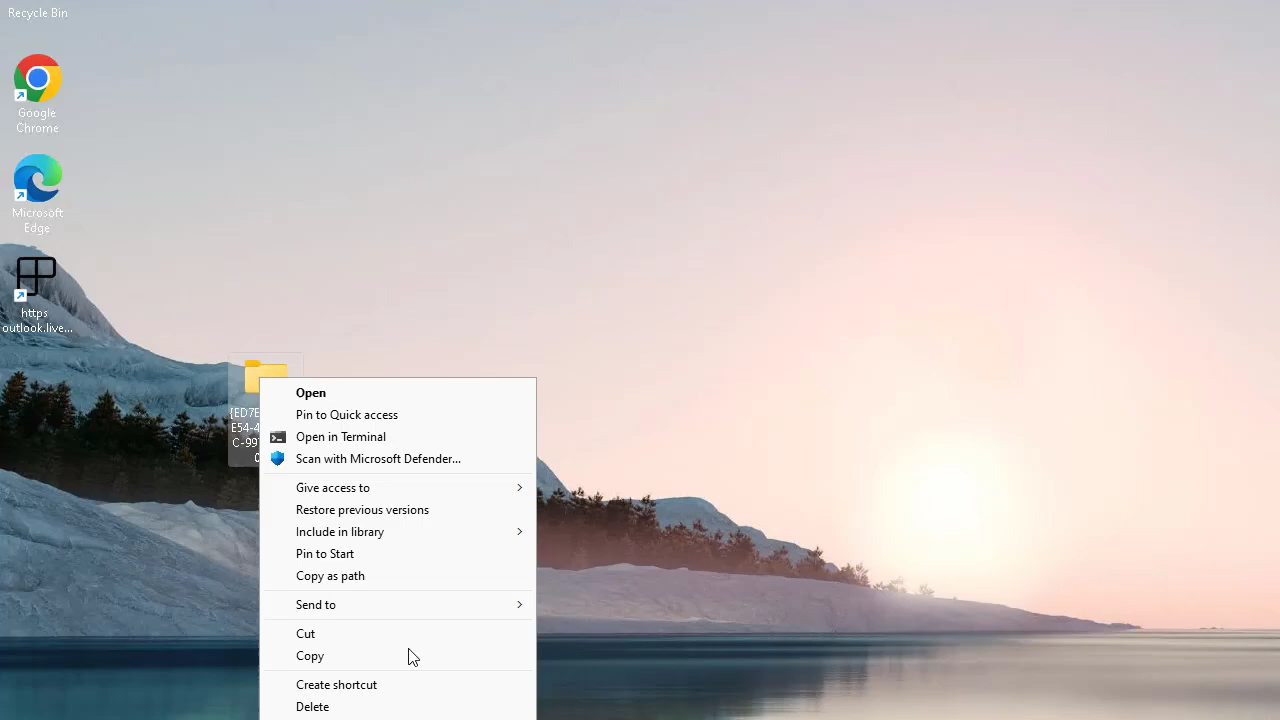 Recycle Bin
Google
Chrome
Microsoft
Edge
https
outlook.live...
{ED7E
E54-4
C-99
Open
Pin to Quick access
Open in Terminal
Scan with Microsoft Defender...
Give access to
Restore previous versions
Include in library
Pin to Start
Copy as path
Send to
Cut
Copy
Create shortcut
Delete